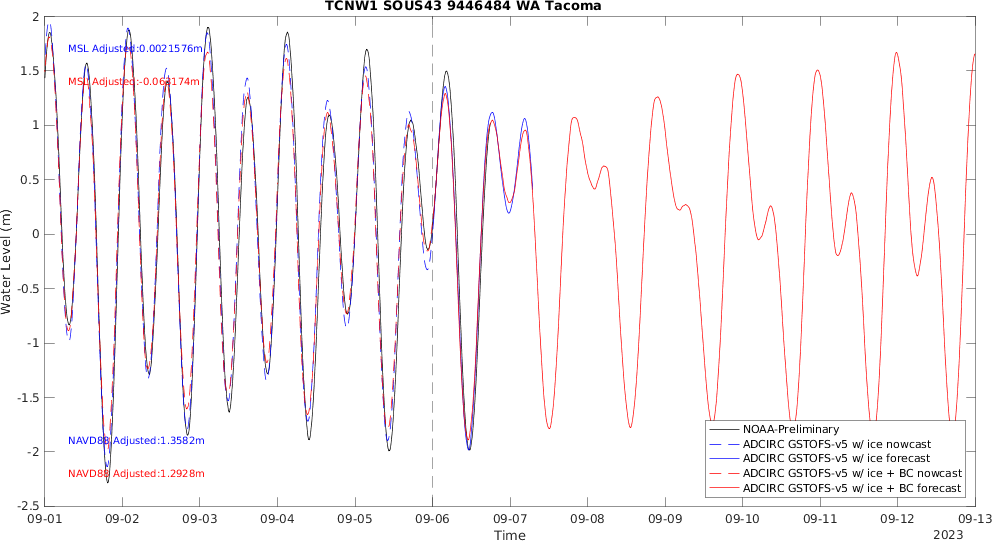 TCNW1 SOUS43 9446484 WA Tacoma
2
1.5
1
0.5
0
-0.5
-1
-1.5
-2
-2.5
Water Level (m)
MSL Adjusted:0.0021576m
MSL Adjusted:-0.064174m
NAVD88 Adjusted:1.3582m
NAVD88 Adjusted:1.2928m
NOAA-Preliminary
ADCIRC GSTOFS-v5 w/ ice nowcast
ADCIRC GSTOFS-v5 w/ ice forecast
ADCIRC GSTOFS-v5 w/ ice + BC nowcast
ADCIRC GSTOFS-v5 w/ ice + BC forecast
09-01 09-02 09-03 09-04 09-05 09-06 09-07 09-08 09-09 09-10 09-11 09-12 09-13
Time
2023